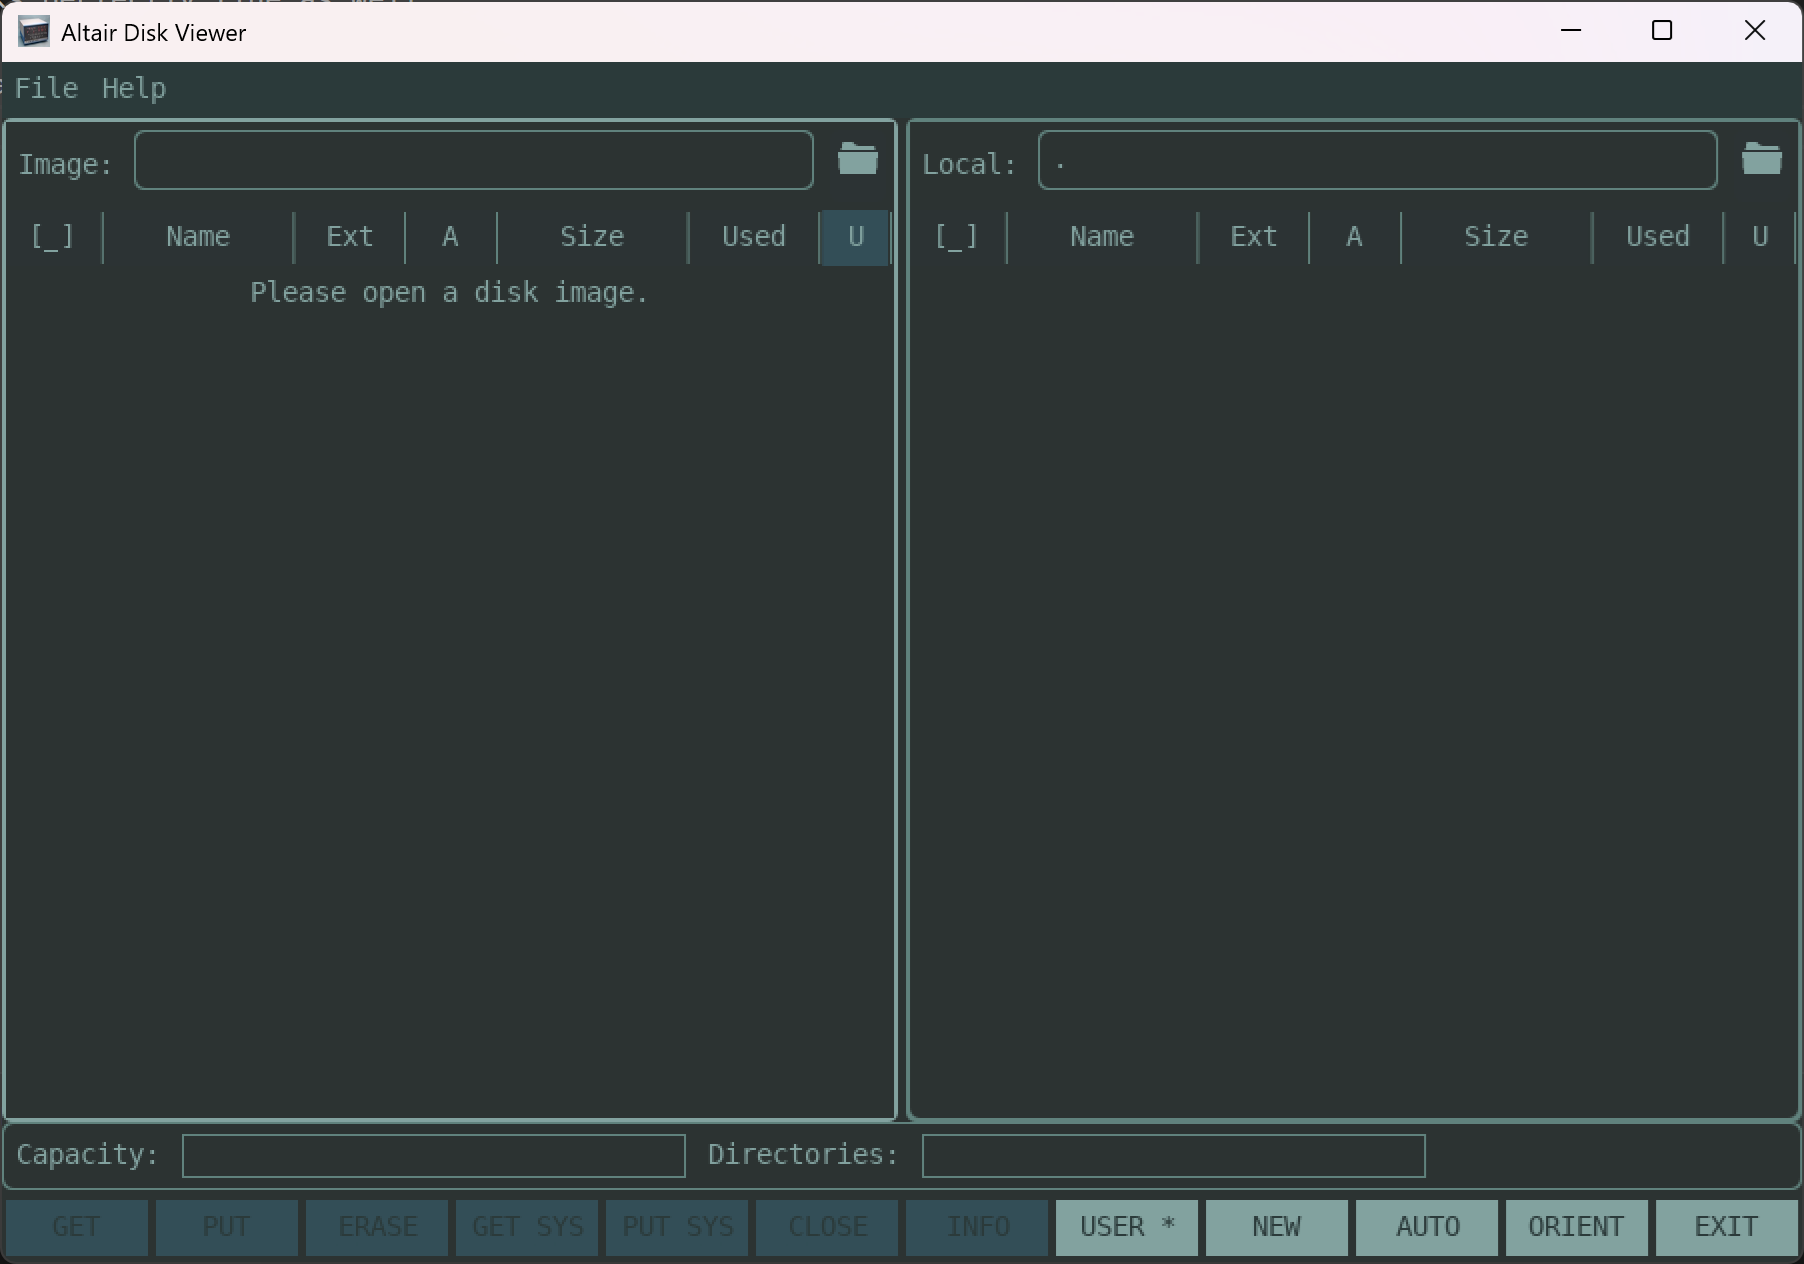 Altair Disk Viewer
File Help
Image:
Local: .
[_] Name Ext A Size Used U
[_] Name Ext A Size Used U
Please open a disk image.
Capacity: Directories:
GET PUT ERASE GET SYS PUT SYS CLOSE INFO USER * NEW AUTO ORIENT EXIT